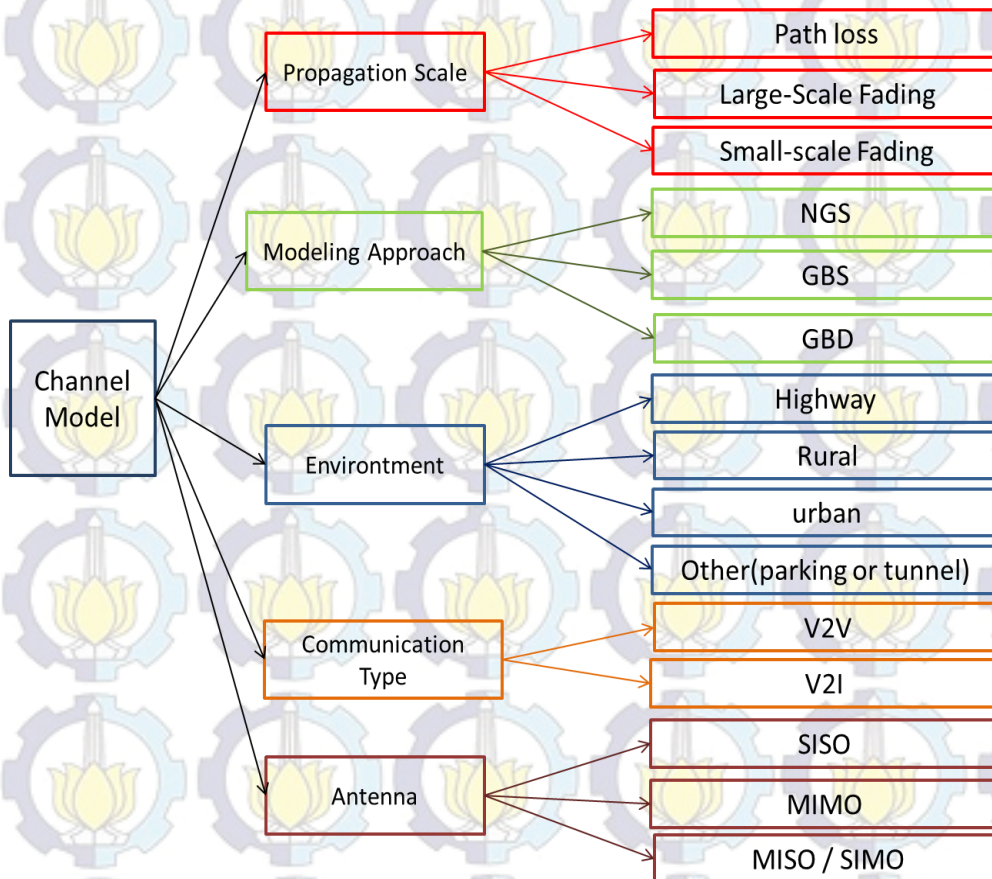 Channel
Model
Propagation Scale
Path loss
Large-Scale Fading
Small-scale Fading
Modeling Approach
NGS
GBS
GBD
Environtment
Highway
Rural
urban
Other(parking or tunnel)
Communication
Type
V2V
V2I
Antenna
SISO
MIMO
MISO / SIMO